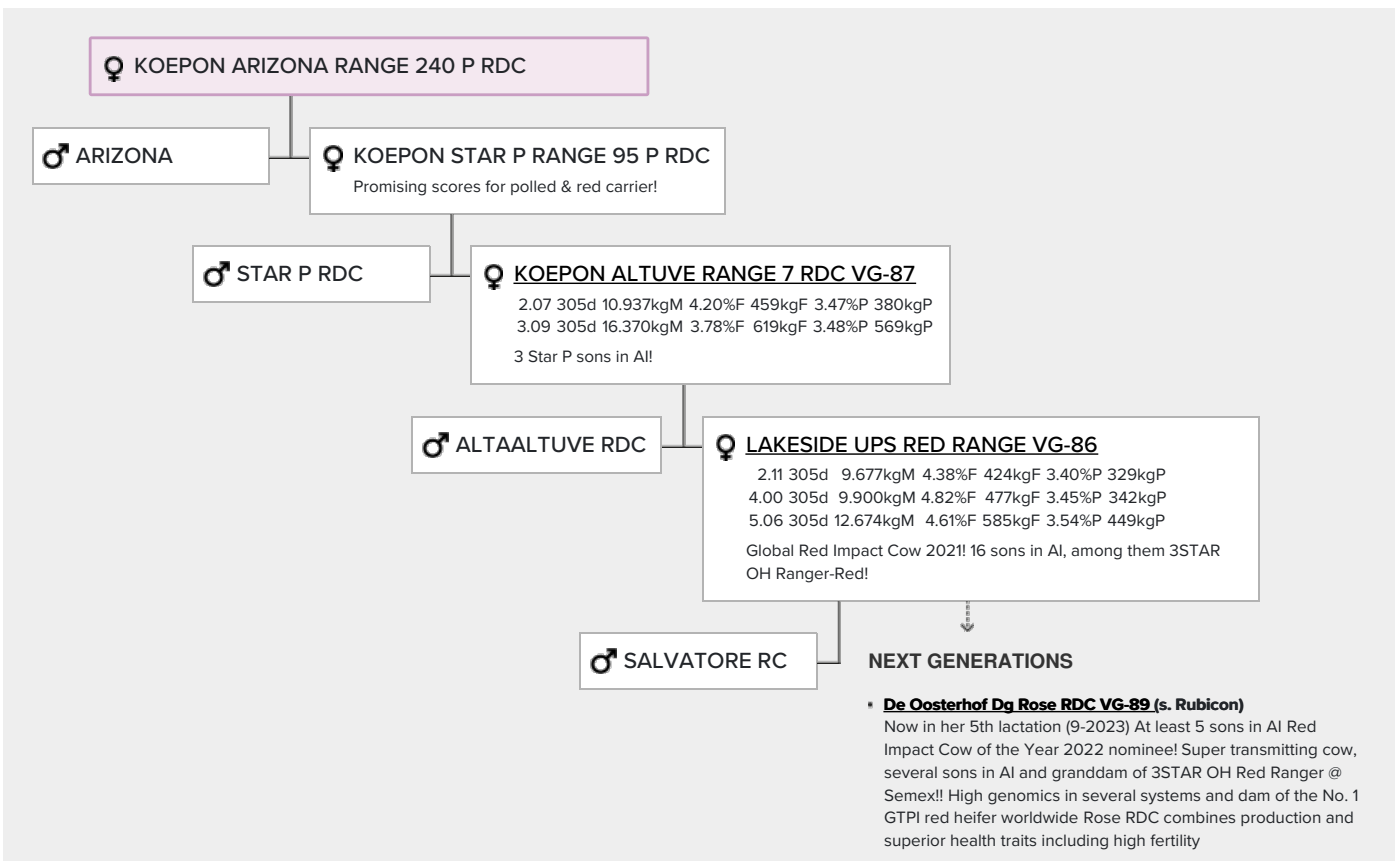 KOEPON ARIZONA RANGE 240 P RDC
ARIZONA
KOEPON STAR P RANGE 95 P RDC
Promising scores for polled & red carrier!
STAR P RDC
KOEPON ALTUVE RANGE 7 RDC VG-87
2.07 305d 10.937kgM 4.20%F 459kgF 3.47%P 380kgP
3.09 305d 16.370kgM 3.78%F 619kgF 3.48%P 569kgP
3 Star P sons in AI!
ALTAALTUVE RDC
LAKESIDE UPS RED RANGE VG-86
2.11 305d 9.677kgM 4.38%F 424kgF 3.40%P 329kgP
4.00 305d 9.900kgM 4.82%F 477kgF 3.45%P 342kgP
5.06 305d 12.674kgM 4.61%F 585kgF 3.54%P 449kgP
Global Red Impact Cow 2021! 16 sons in AI, among them 3STAR
OH Ranger-Red!
SALVATORE RC
NEXT GENERATIONS
De Oosterhof Dg Rose RDC VG-89 (s. Rubicon)
Now in her 5th lactation (9-2023) At least 5 sons in AI Red
Impact Cow of the Year 2022 nominee! Super transmitting cow,
several sons in AI and granddam of 3STAR OH Red Ranger @
Semex!! High genomics in several systems and dam of the No. 1
GTPI red heifer worldwide Rose RDC combines production and
superior health traits including high fertility